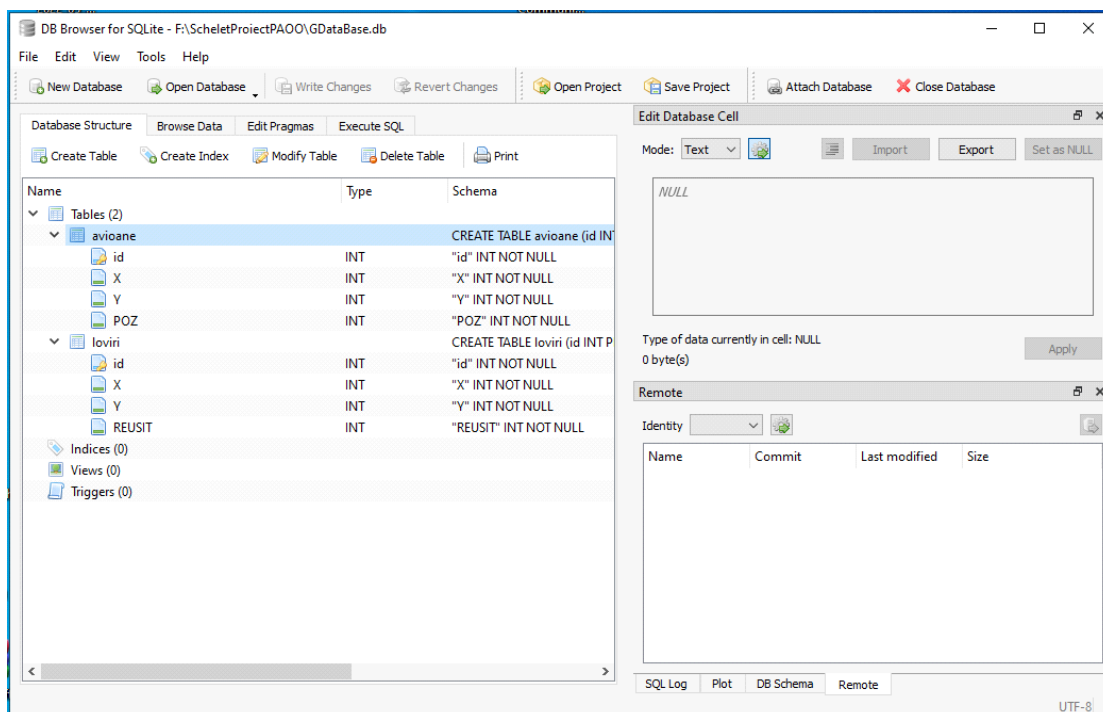 DB Browser for SQLite - F:\ScheletProiectPAOO\GDataBase.db
File Edit View Tools Help
New Database Open Database Write Changes Revert Changes Open Project Save Project Attach Database Close Database
Database Structure Browse Data Edit Pragmas Execute SQL
Create Table Create Index Modify Table Delete Table Print
Name Type Schema
Tables (2)
avioane CREATE TABLE avioane (id IN
id INT "id" INT NOT NULL
X INT "X" INT NOT NULL
Y INT "Y" INT NOT NULL
POZ INT "POZ" INT NOT NULL
loviri CREATE TABLE loviri (id INT P
id INT "id" INT NOT NULL
X INT "X" INT NOT NULL
Y INT "Y" INT NOT NULL
REUSIT INT "REUSIT" INT NOT NULL
Indices (0)
Views (0)
Triggers (0)
Edit Database Cell
Mode: Text Import Export Set as NULL
NULL
Type of data currently in cell: NULL
0 byte(s)
Apply
Remote
Identity
Name Commit Last modified Size
SQL Log Plot DB Schema Remote
UTF-8